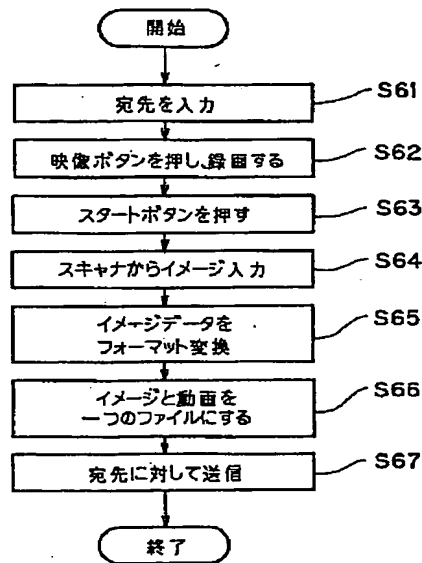 開始
宛先を入力
S61
映像ボタンを押し、録画する
S62
スタートボタンを押す
S63
スキャナからイメージ入力
S64
イメージデータを
フォーマット変換
S65
イメージと動画を
一つのファイルにする
S66
宛先に対して送信
S67
終了